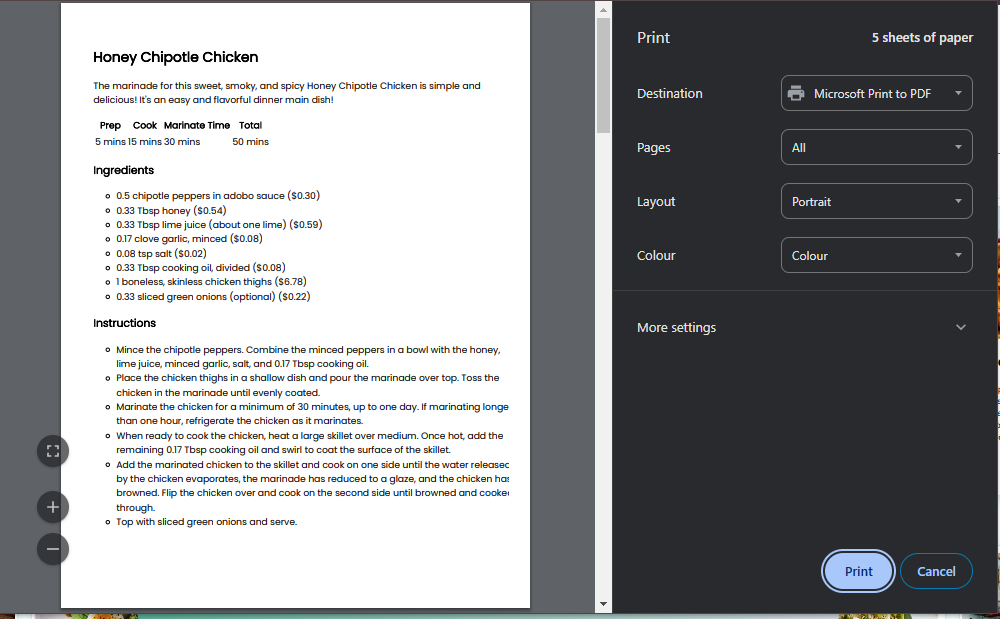 Honey Chipotle Chicken
The marinade for this sweet, smoky, and spicy Honey Chipotle Chicken is simple and
delicious! It's an easy and flavorful dinner main dish!
Prep Cook Marinate Time Total
5 mins 15 mins 30 mins 50 mins
Ingredients
0.5 chipotle peppers in adobo sauce ($0.30)
0.33 Tbsp honey ($0.54)
0.33 Tbsp lime juice (about one lime) ($0.59)
0.17 clove garlic, minced ($0.08)
0.08 tsp salt ($0.02)
0.33 Tbsp cooking oil, divided ($0.08)
1 boneless, skinless chicken thighs ($6.78)
0.33 sliced green onions (optional) ($0.22)
Instructions
Mince the chipotle peppers. Combine the minced peppers in a bowl with the honey,
lime juice, minced garlic, salt, and 0.17 Tbsp cooking oil.
Place the chicken thighs in a shallow dish and pour the marinade over top. Toss the
chicken in the marinade until evenly coated.
Marinate the chicken for a minimum of 30 minutes, up to one day. If marinating longe
than one hour, refrigerate the chicken as it marinates.
When ready to cook the chicken, heat a large skillet over medium. Once hot, add the
remaining 0.17 Tbsp cooking oil and swirl to coat the surface of the skillet.
Add the marinated chicken to the skillet and cook on one side until the water released
by the chicken evaporates, the marinade has reduced to a glaze, and the chicken has
browned. Flip the chicken over and cook on the second side until browned and cooke
through.
Top with sliced green onions and serve.
Print
5 sheets of paper
Destination
Microsoft Print to PDF
Pages
All
Layout
Portrait
Colour
Colour
More settings
Print
Cancel